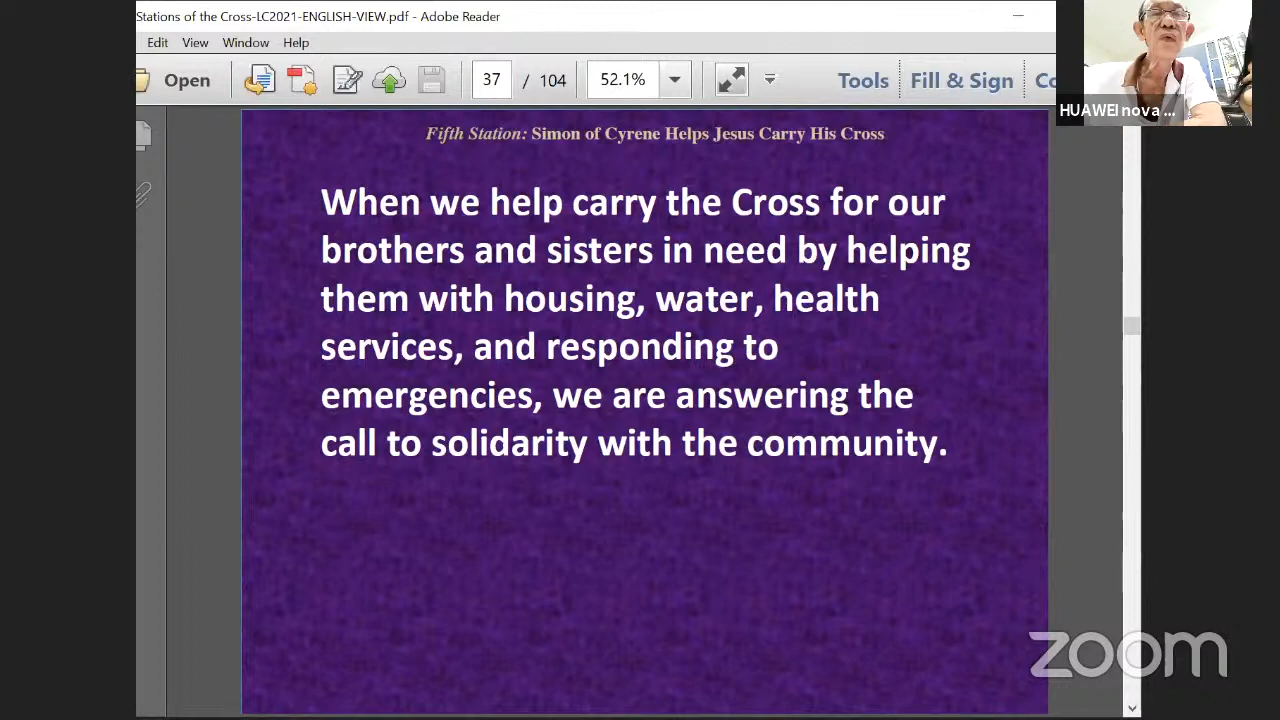 Stations of the Cross-LC2021-ENGLISH-VIEW.pdf - Adobe Reader
Edit View Window Help
Open 37 / 104 52.1% Tools Fill & Sign Co
HUAWEI nova ...
Fifth Station: Simon of Cyrene Helps Jesus Carry His Cross
When we help carry the Cross for our
brothers and sisters in need by helping
them with housing, water, health
services, and responding to
emergencies, we are answering the
call to solidarity with the community.
zoom